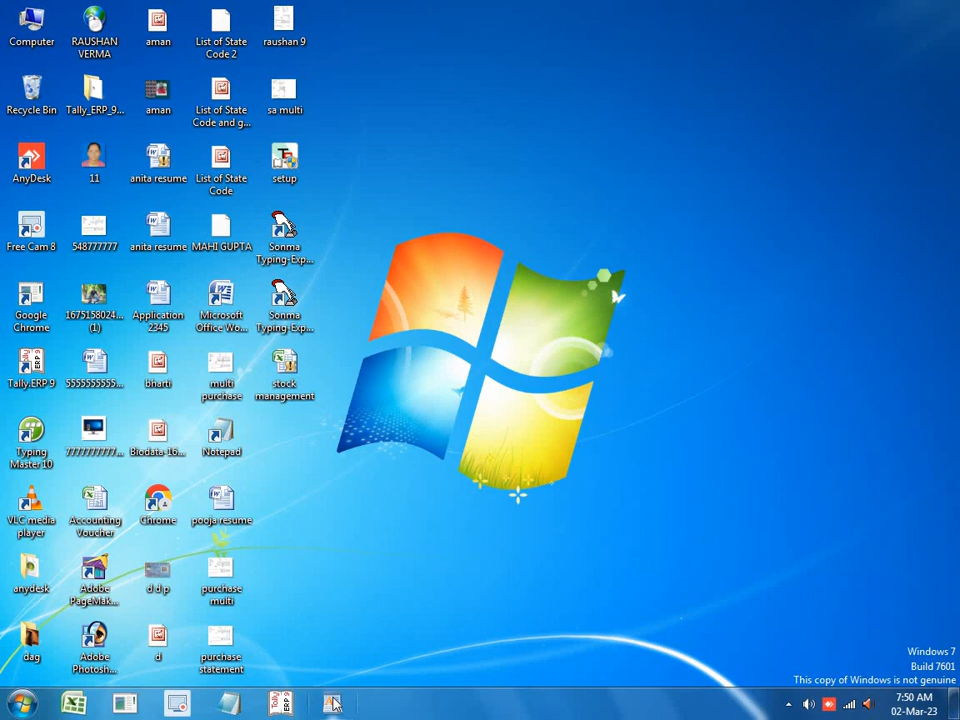 Computer
RAUSHAN
VERMA
aman
List of State
Code 2
raushan 9
Recycle Bin
Tally_ERP_9...
aman
List of State
Code and g...
sa multi
AnyDesk
11
anita resume
List of State
Code
setup
Free Cam 8
548777777
anita resume
MAHI GUPTA
Sonma
Typing-Exp...
Google
Chrome
1675158024...
(1)
Application
2345
Microsoft
Office Wo...
Sonma
Typing-Exp...
Tally.ERP 9
5555555555...
bharti
multi
purchase
stock
management
Typing
Master 10
7777777777...
Biodata-16...
Notepad
VLC media
player
Accounting
Voucher
Chrome
pooja resume
anydesk
Adobe
PageMak...
d d p
purchase
multi
dag
Adobe
Photosh...
d
purchase
statement
Windows 7
Build 7601
This copy of Windows is not genuine
7:50 AM
02-Mar-23